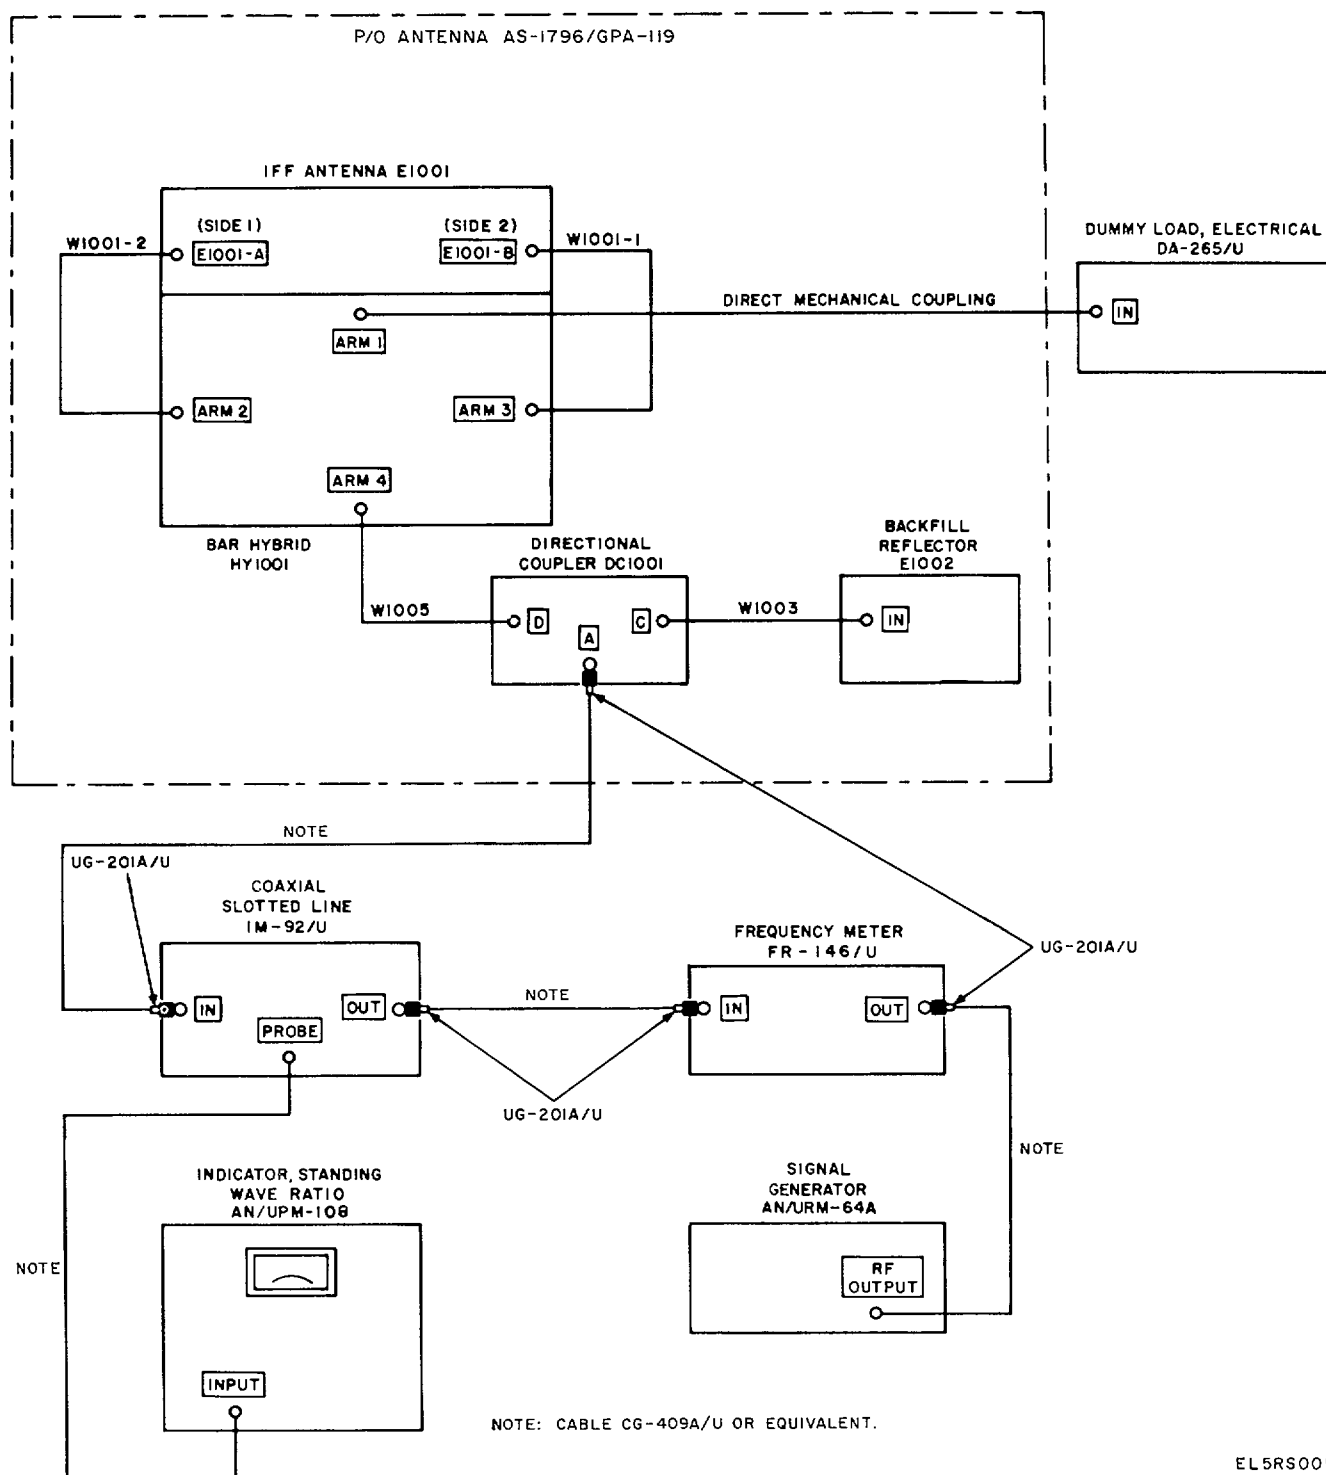 P/O ANTENNA AS-1796/GPA-119
IFF ANTENNA E1001
(SIDE 1)
(SIDE 2)
W1001-2
E1001-A
E1001-B
W1001-1
DUMMY LOAD, ELECTRICAL
DA-265/U
DIRECT MECHANICAL COUPLING
IN
ARM 1
ARM 2
ARM 3
ARM 4
BAR HYBRID
HY1001
DIRECTIONAL
COUPLER DC1001
BACKFILL
REFLECTOR
E1002
W1005
D
A
C
W1003
IN
NOTE
UG-201A/U
COAXIAL
SLOTTED LINE
IM-92/U
FREQUENCY METER
FR-146/U
UG-201A/U
IN
OUT
PROBE
NOTE
IN
OUT
UG-201A/U
NOTE
INDICATOR, STANDING
WAVE RATIO
AN/UPM-108
SIGNAL
GENERATOR
AN/URM-64A
NOTE
RF
OUTPUT
INPUT
NOTE: CABLE CG-409A/U OR EQUIVALENT.
EL5RS00